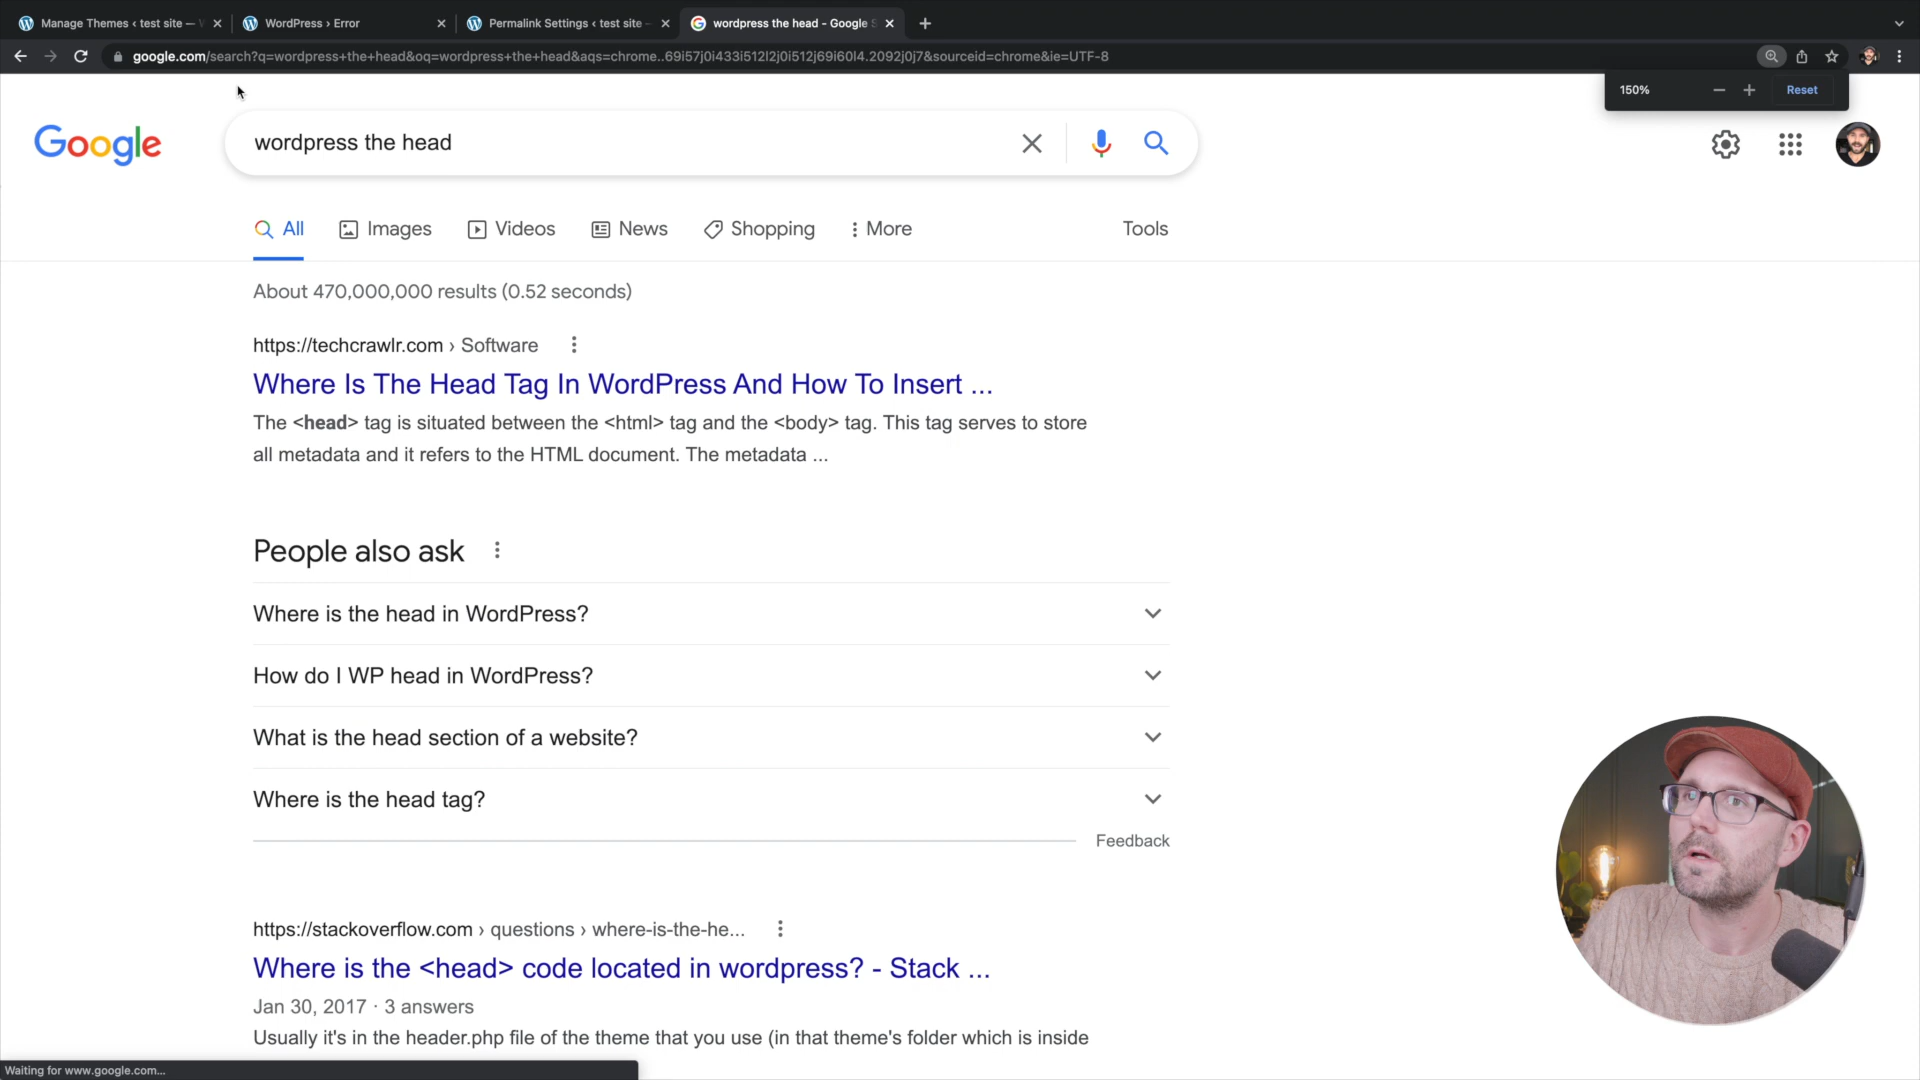 Manage Themes ‹ test site —
WordPress › Error
Permalink Settings ‹ test site
wordpress the head - Google
google.com/search?q=wordpress+the+head&oq=wordpress+the+head&aqs=chrome..69i57j0i433i512l2j0i512j69i60l4.2092j0j7&sourceid=chrome&ie=UTF-8
150%
Reset
Google
wordpress the head
All
Images
Videos
News
Shopping
More
Tools
About 470,000,000 results (0.52 seconds)
https://techcrawlr.com › Software
Where Is The Head Tag In WordPress And How To Insert ...
The <head> tag is situated between the <html> tag and the <body> tag. This tag serves to store
all metadata and it refers to the HTML document. The metadata ...
People also ask
Where is the head in WordPress?
How do I WP head in WordPress?
What is the head section of a website?
Where is the head tag?
Feedback
https://stackoverflow.com › questions › where-is-the-he...
Where is the <head> code located in wordpress? - Stack ...
Jan 30, 2017 · 3 answers
Usually it's in the header.php file of the theme that you use (in that theme's folder which is inside
Waiting for www.google.com...